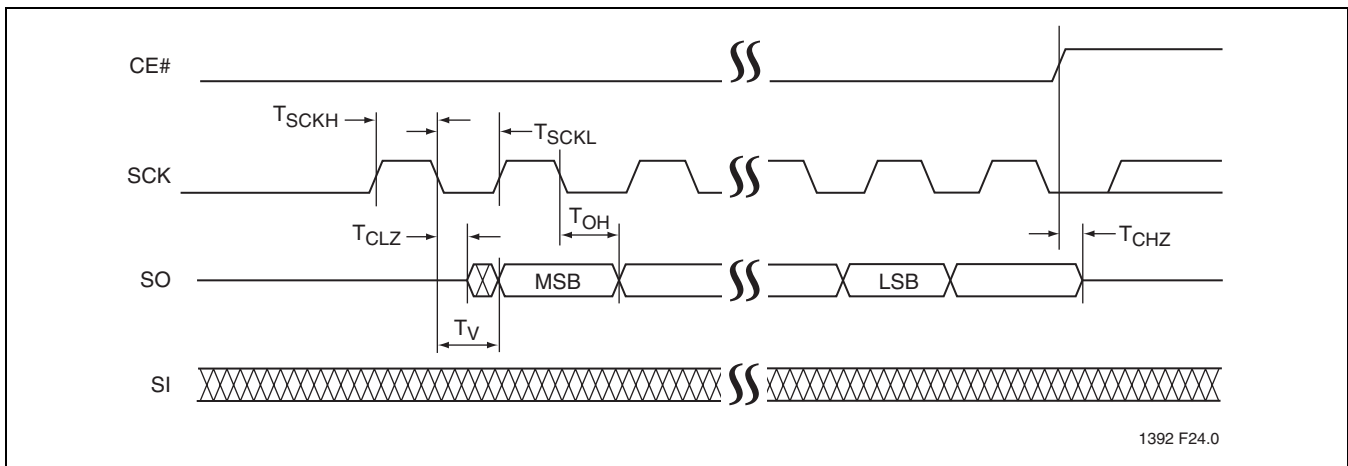 CE#
TSCKH
TSCKL
SCK
TOH
TCLZ
TCHZ
SO
MSB
LSB
TV
SI
1392 F24.0